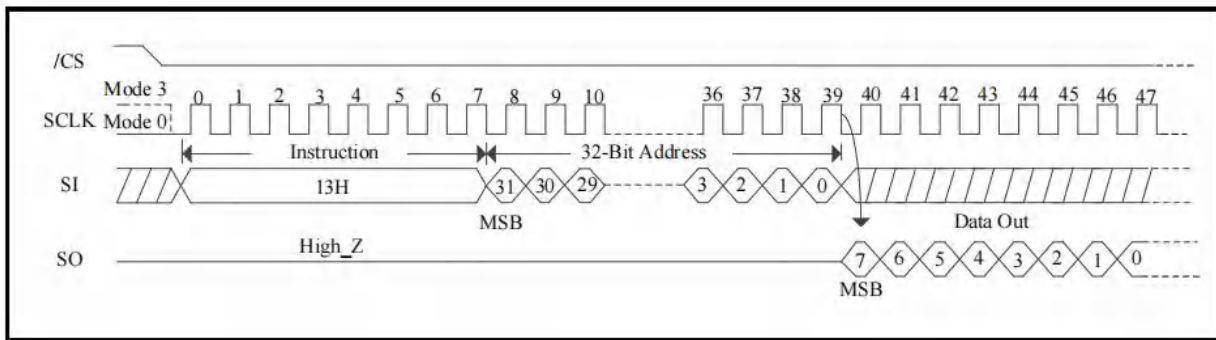 /CS
Mode 3
SCLK Mode 0
0 1 2 3 4 5 6 7 8 9 10 36 37 38 39 40 41 42 43 44 45 46 47
Instruction 32-Bit Address
SI 13H 31 30 29 3 2 1 0
MSB Data Out
High_Z
SO 7 6 5 4 3 2 1 0
MSB